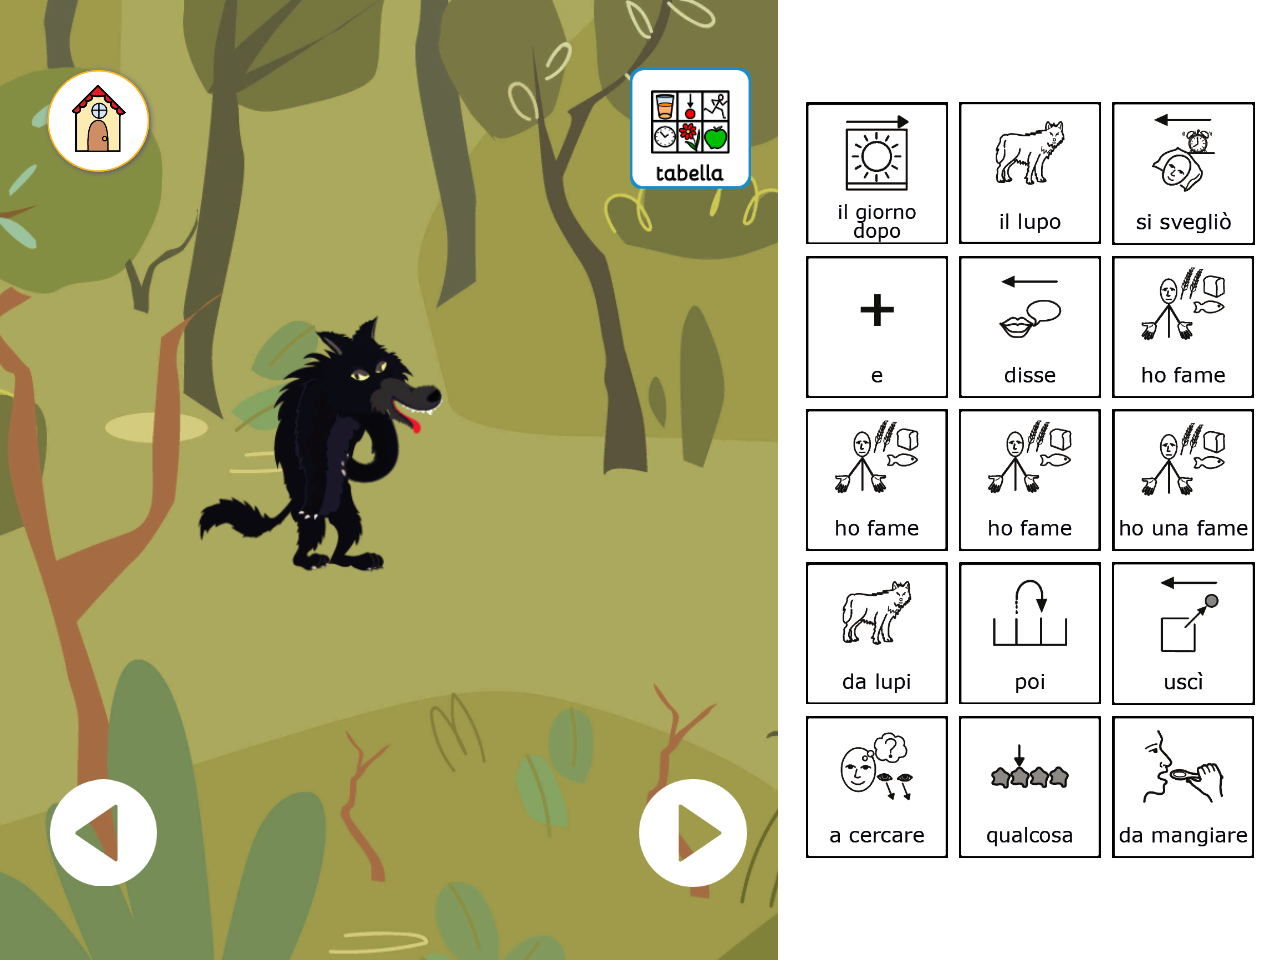 tabella
il giorno
dopo
il lupo
si svegliò
e
disse
ho fame
ho fame
ho fame
ho una fame
da lupi
poi
uscì
a cercare
qualcosa
da mangiare